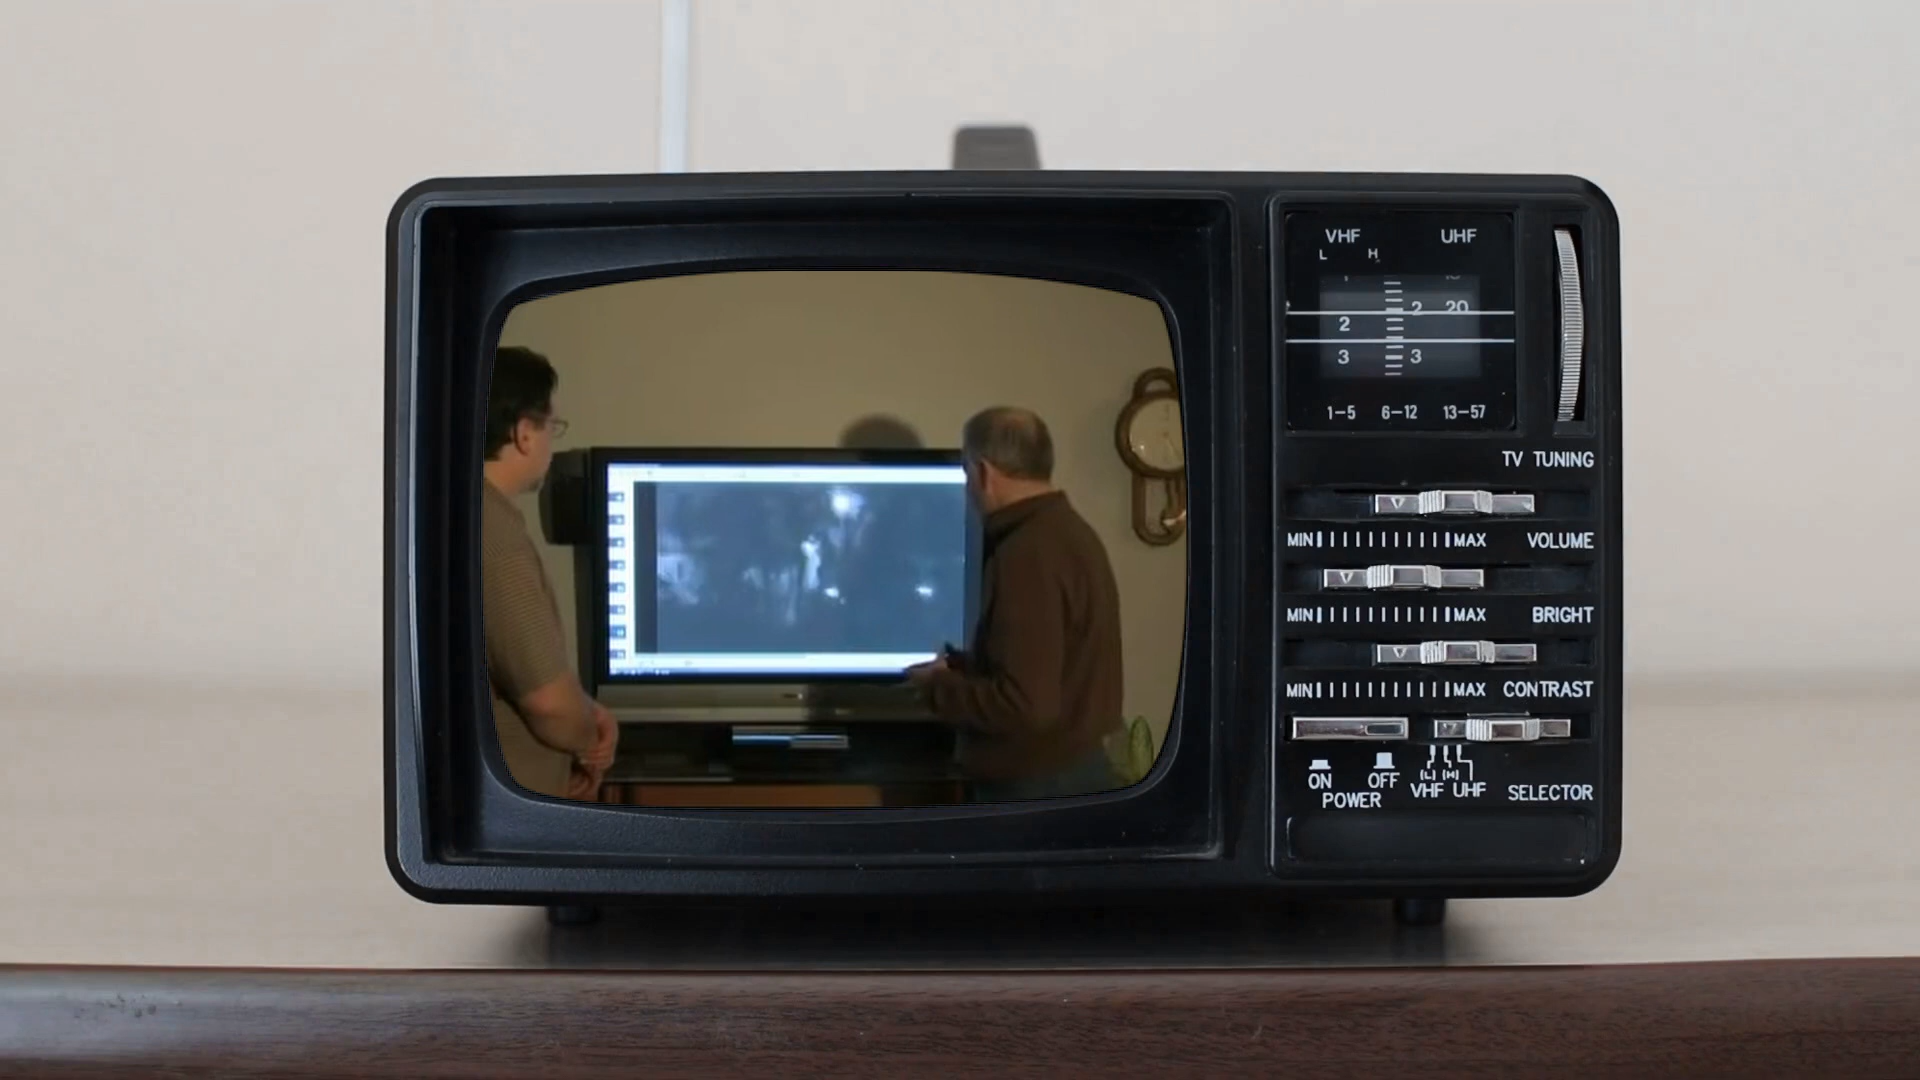 VHF UHF
L H
2 20
2
3 3
1-5 6-12 13-57
TV TUNING
MIN MAX VOLUME
MIN MAX BRIGHT
MIN MAX CONTRAST
ON OFF (L) (H)
VHF UHF
POWER SELECTOR